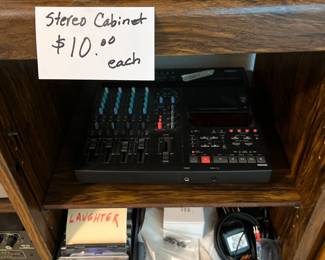 Stereo Cabinet
$10.00
each
LAUGHTER